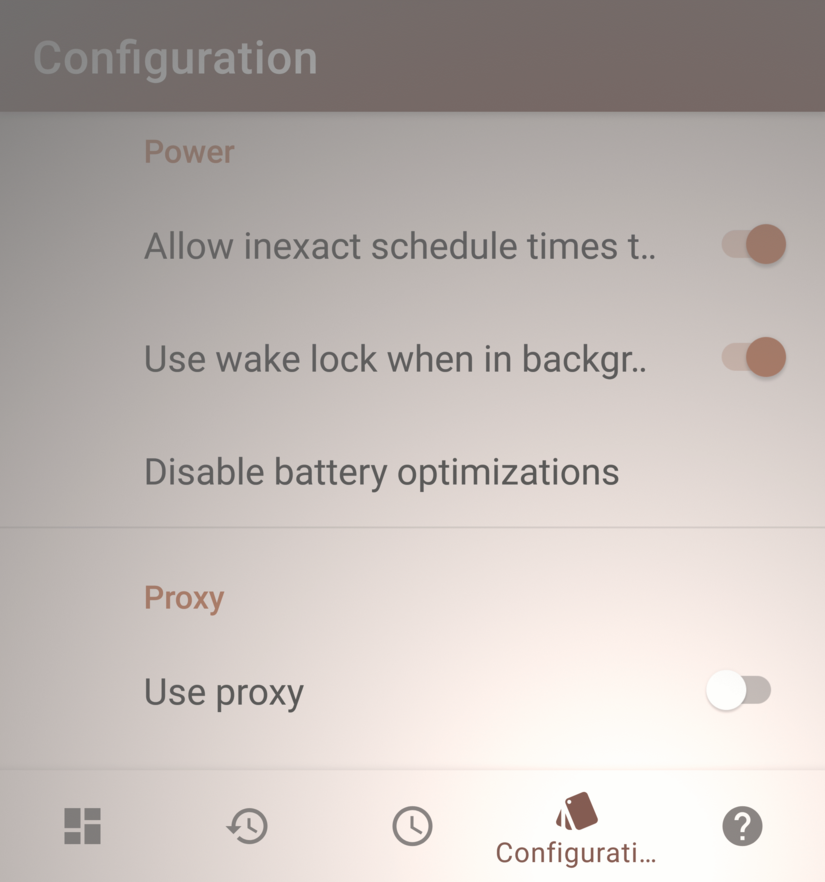 Configuration
Power
Allow inexact schedule times t..
Use wake lock when in backgr..
Disable battery optimizations
Proxy
Use proxy
Configurati...